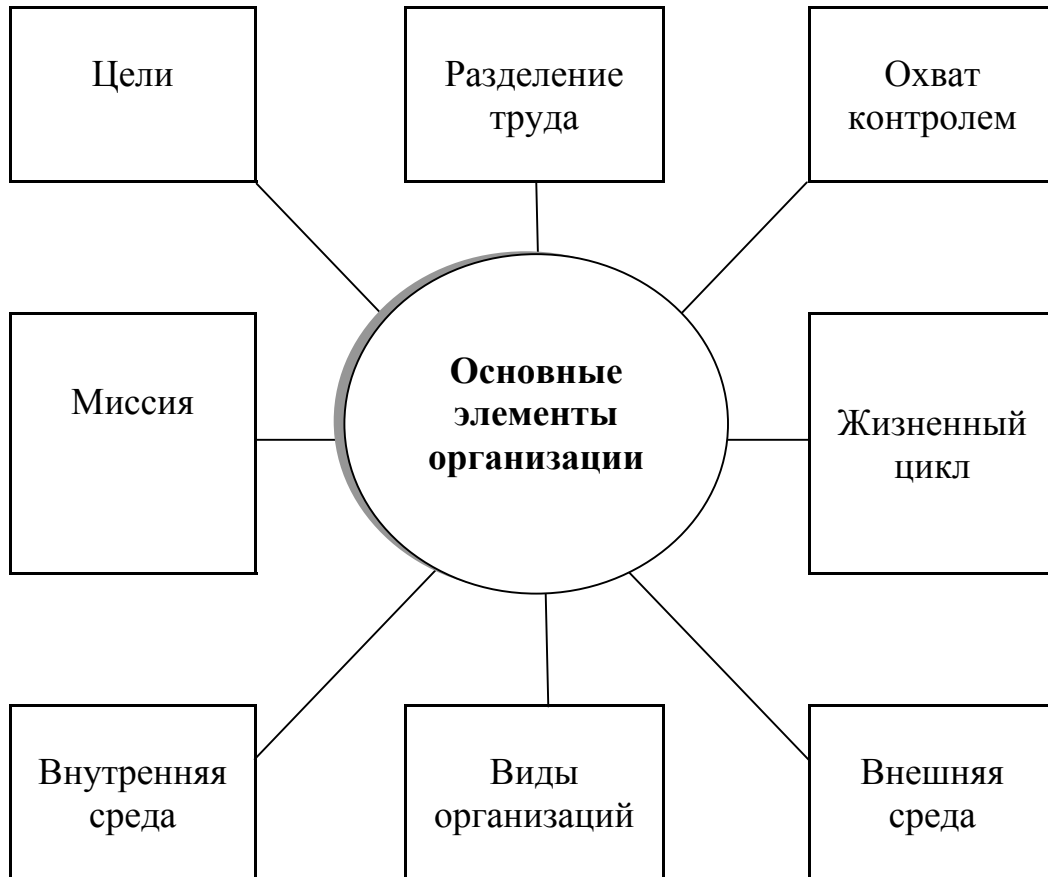 Цели
Разделение
труда
Охват
контролем
Миссия
Основные
элементы
организации
Жизненный
цикл
Внутренняя
среда
Виды
организаций
Внешняя
среда